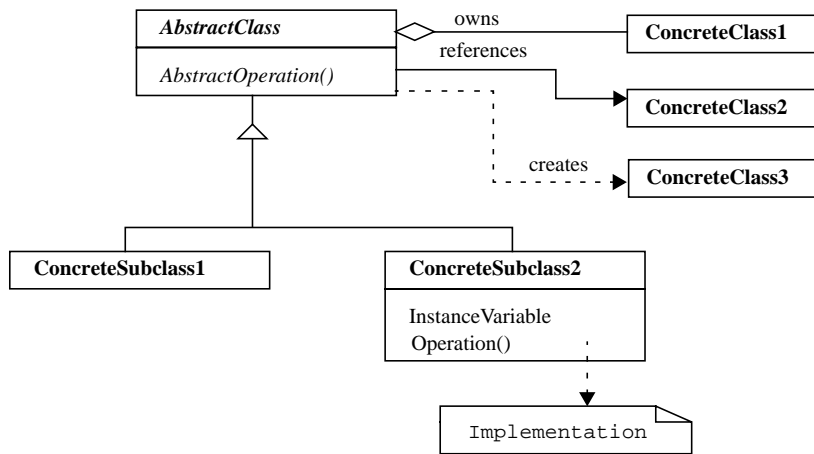 AbstractClass
owns
ConcreteClass1
references
AbstractOperation()
ConcreteClass2
creates
ConcreteClass3
ConcreteSubclass1
ConcreteSubclass2
InstanceVariable
Operation()
Implementation